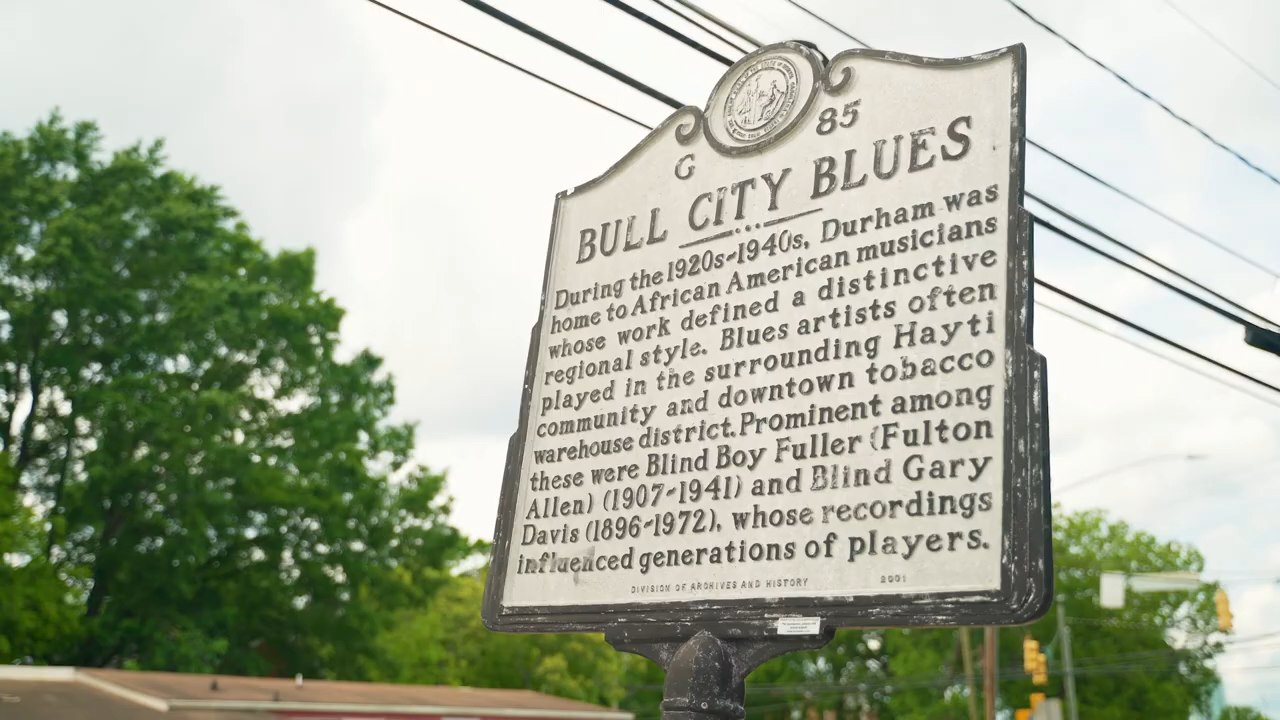 G 85
BULL CITY BLUES
During the 1920s-1940s, Durham was
home to African American musicians
whose work defined a distinctive
regional style. Blues artists often
played in the surrounding Hayti
community and downtown tobacco
warehouse district. Prominent among
these were Blind Boy Fuller (Fulton
Allen) (1907-1941) and Blind Gary
Davis (1896-1972), whose recordings
influenced generations of players.
DIVISION OF ARCHIVES AND HISTORY 2001